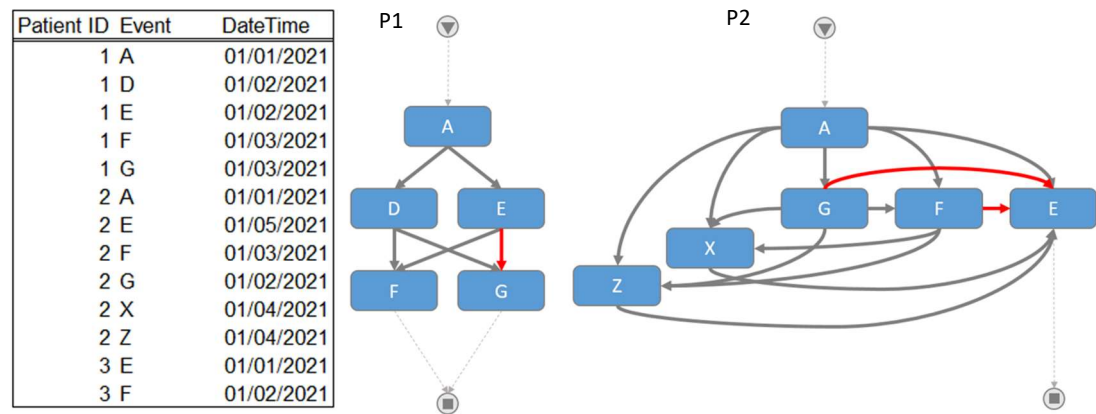 Patient ID Event DateTime
1 A 01/01/2021
1 D 01/02/2021
1 E 01/02/2021
1 F 01/03/2021
1 G 01/03/2021
2 A 01/01/2021
2 E 01/05/2021
2 F 01/03/2021
2 G 01/02/2021
2 X 01/04/2021
2 Z 01/04/2021
3 E 01/01/2021
3 F 01/02/2021
P1
A
D E
F G
P2
A
G F E
X
Z